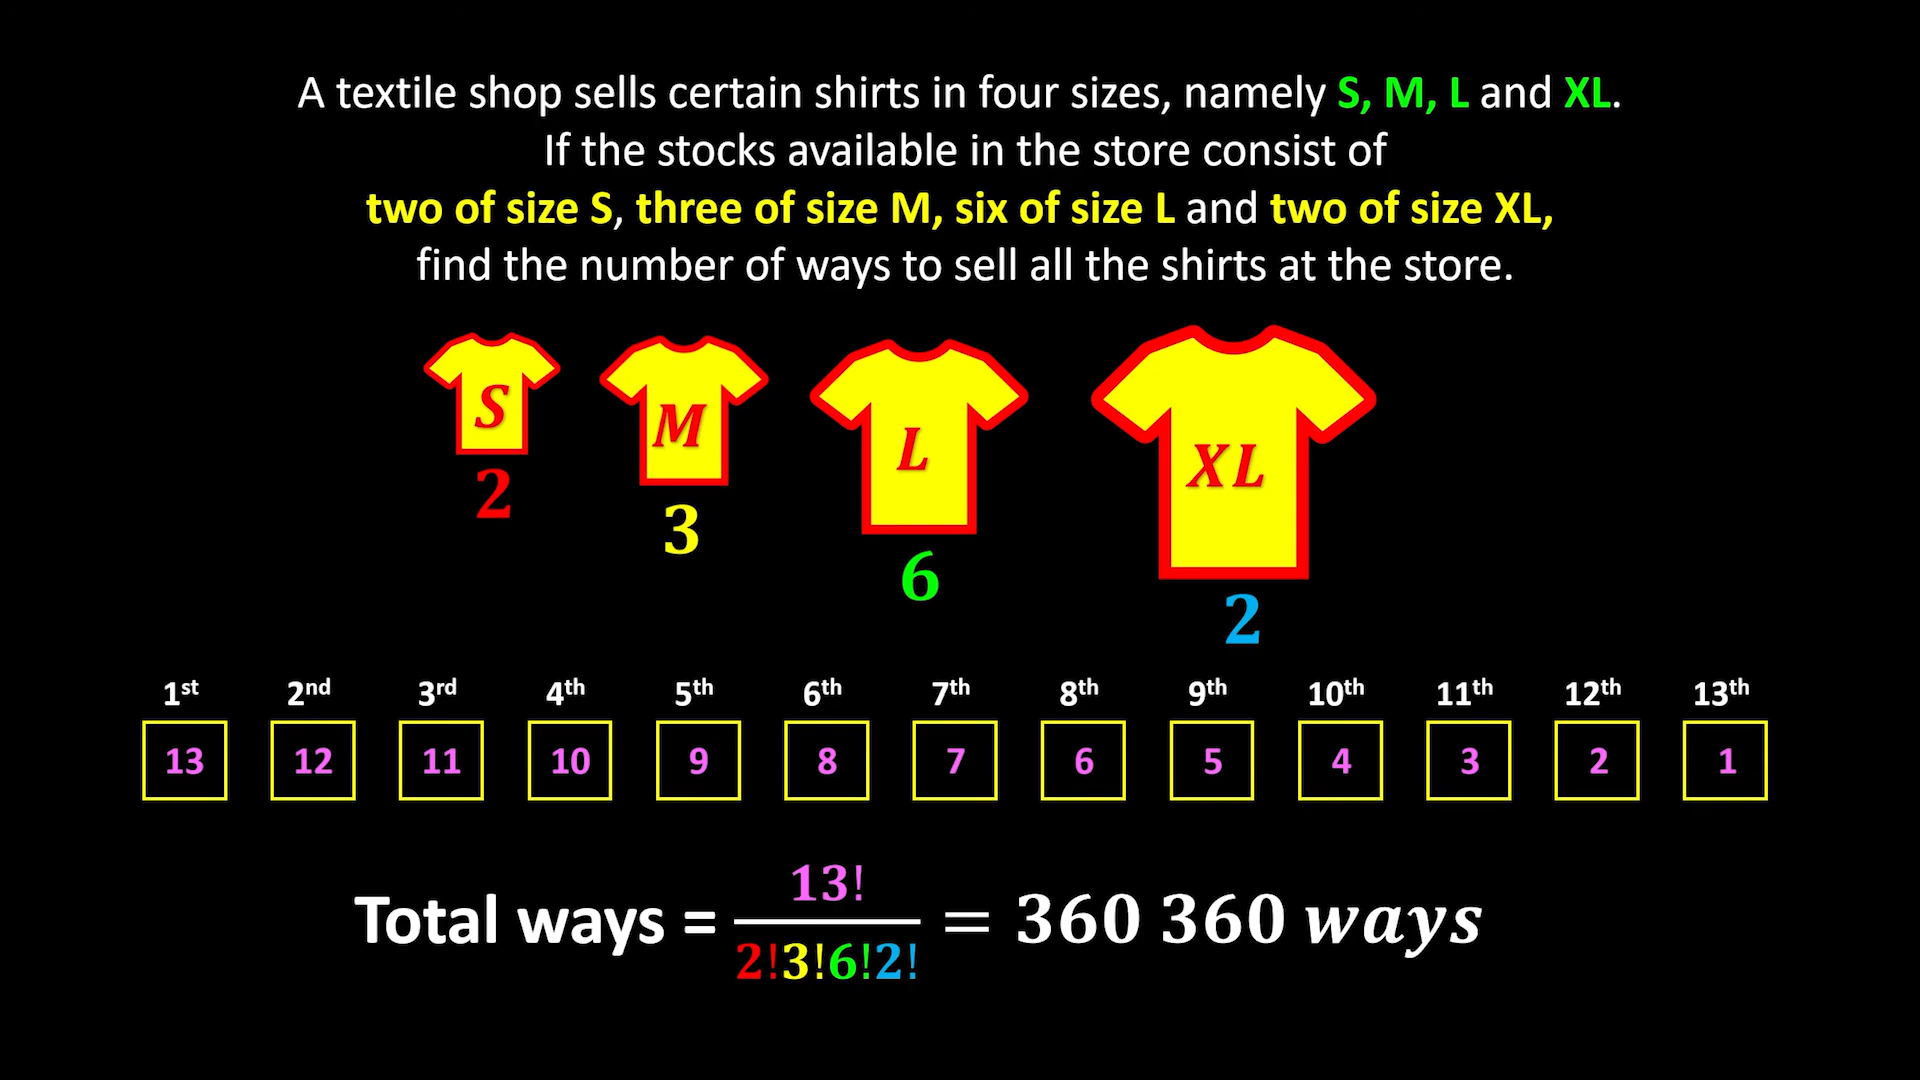 A textile shop sells certain shirts in four sizes, namely S, M, L and XL.
If the stocks available in the store consist of
two of size S, three of size M, six of size L and two of size XL,
find the number of ways to sell all the shirts at the store.
S M L XL
2 3 6 2
1st 2nd 3rd 4th 5th 6th 7th 8th 9th 10th 11th 12th 13th
13 12 11 10 9 8 7 6 5 4 3 2 1
13!
Total ways = = 360 360 ways
2!3!6!2!